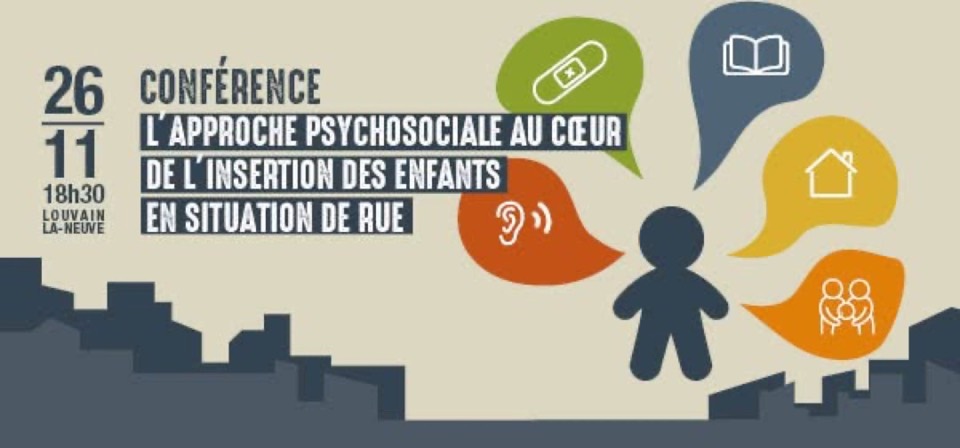 26
11
18h30
LOUVAIN
LA-NEUVE
CONFÉRENCE
L'APPROCHE PSYCHOSOCIALE AU CŒUR
DE L'INSERTION DES ENFANTS
EN SITUATION DE RUE